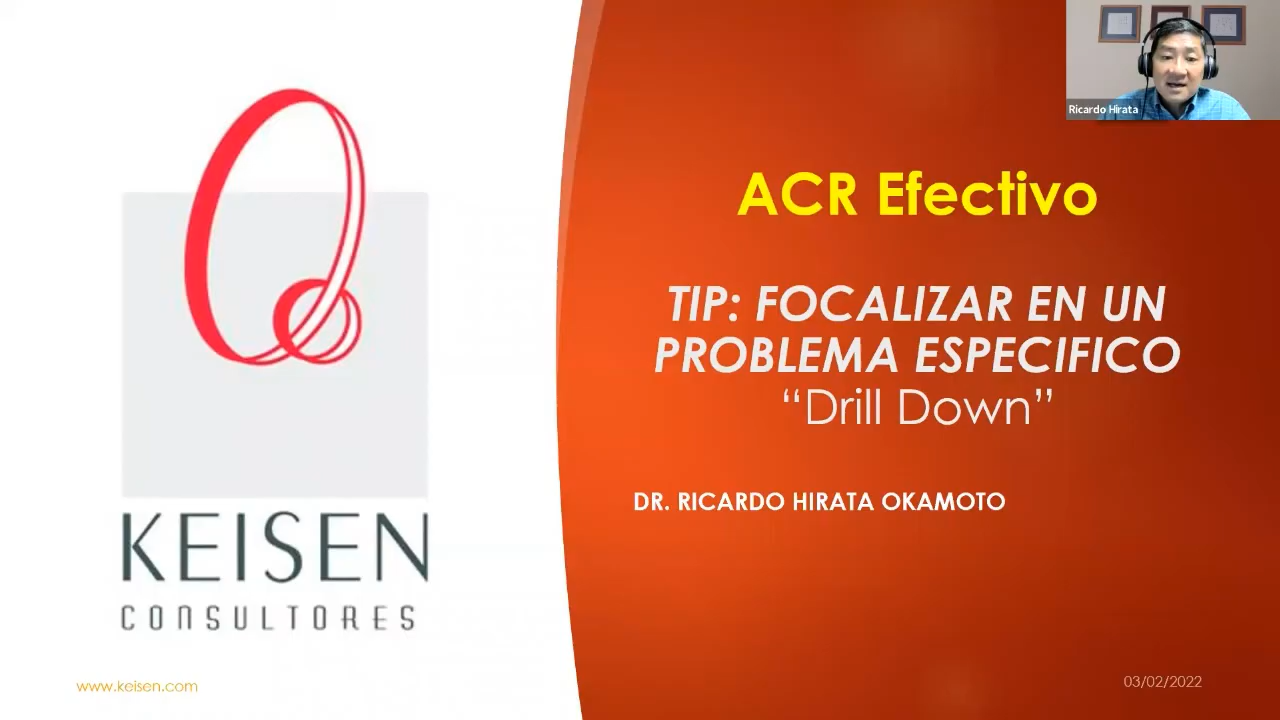 Ricardo Hirata
ACR Efectivo
TIP: FOCALIZAR EN UN
PROBLEMA ESPECIFICO
“Drill Down”
DR. RICARDO HIRATA OKAMOTO
KEISEN
CONSULTORES
www.keisen.com
03/02/2022